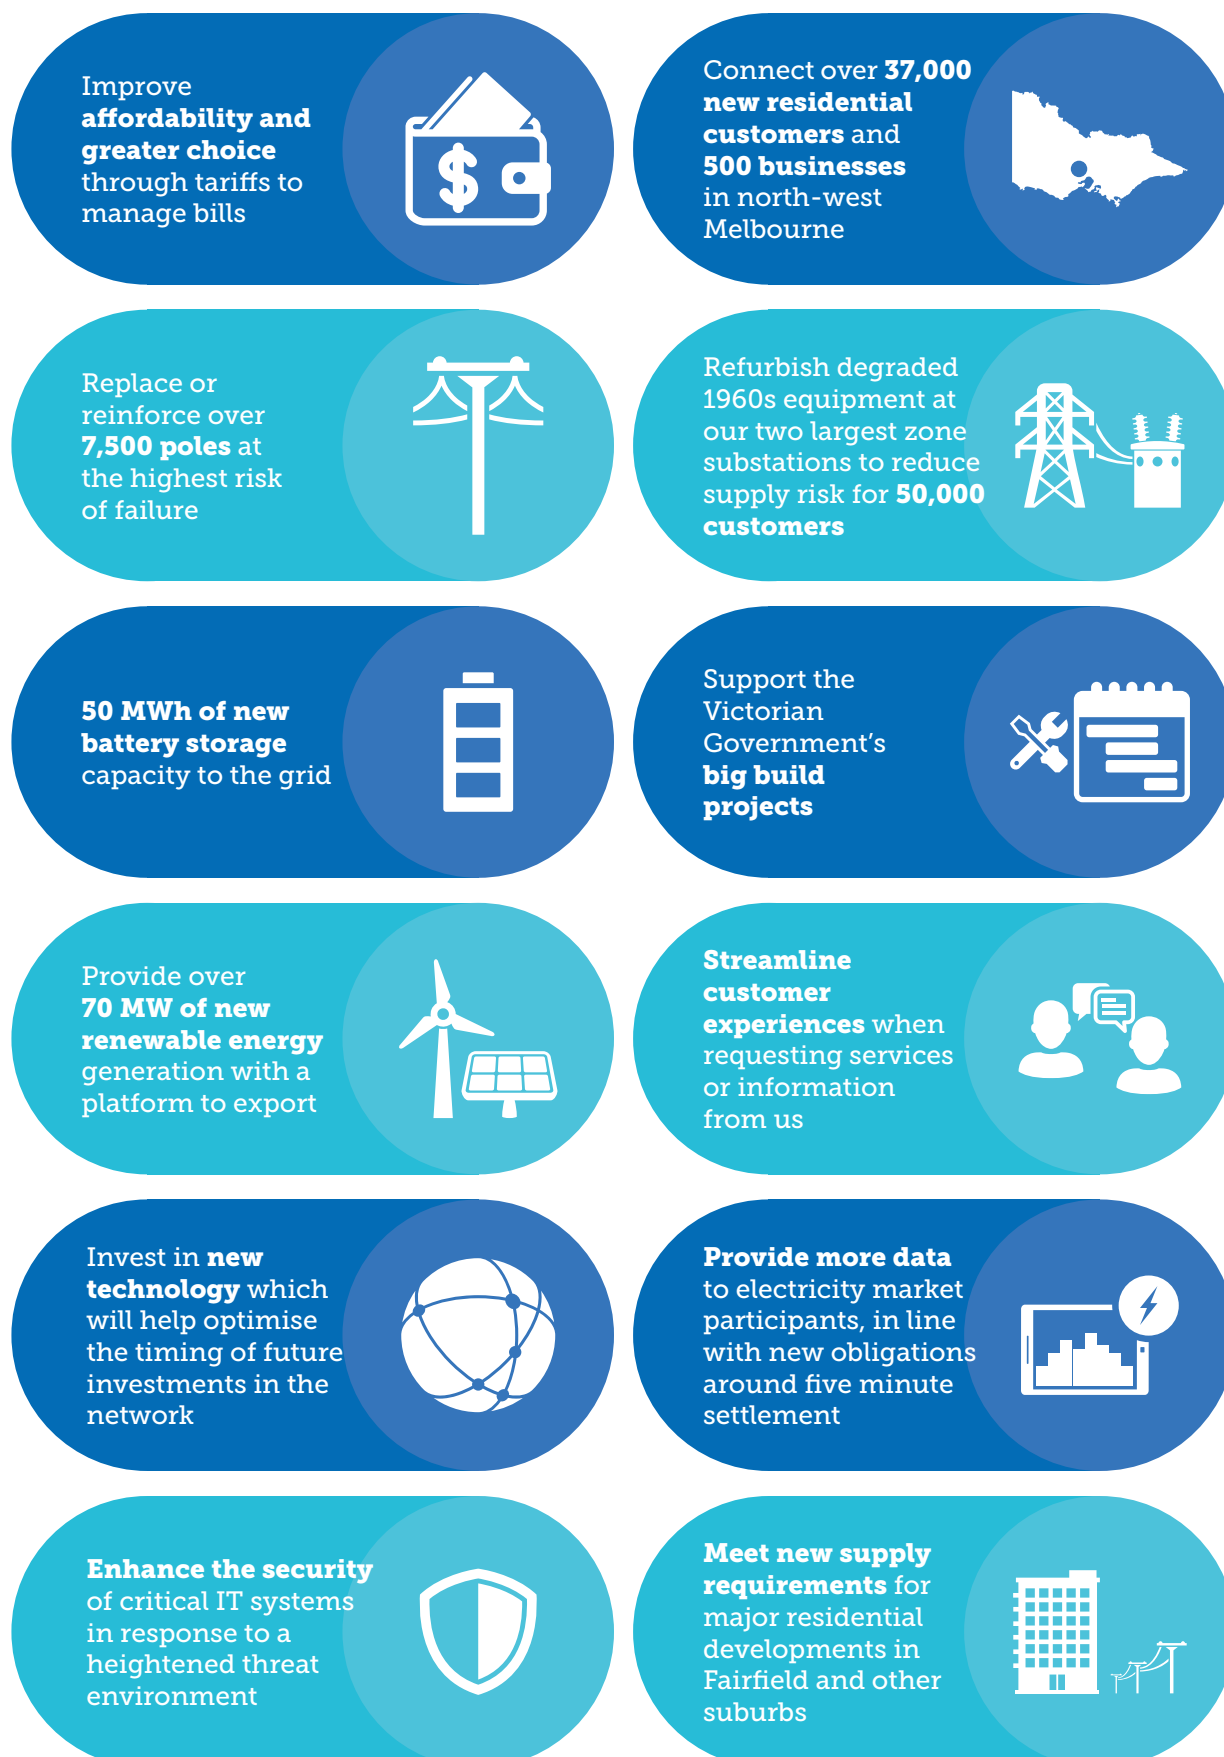 Improve
affordability and
greater choice
through tariffs to
manage bills
Connect over 37,000
new residential
customers and
500 businesses
in north-west
Melbourne
Replace or
reinforce over
7,500 poles at
the highest risk
of failure
Refurbish degraded
1960s equipment at
our two largest zone
substations to reduce
supply risk for 50,000
customers
50 MWh of new
battery storage
capacity to the grid
Support the
Victorian
Government's
big build
projects
Provide over
70 MW of new
renewable energy
generation with a
platform to export
Streamline
customer
experiences when
requesting services
or information
from us
Invest in new
technology which
will help optimise
the timing of future
investments in the
network
Provide more data
to electricity market
participants, in line
with new obligations
around five minute
settlement
Enhance the security
of critical IT systems
in response to a
heightened threat
environment
Meet new supply
requirements for
major residential
developments in
Fairfield and other
suburbs